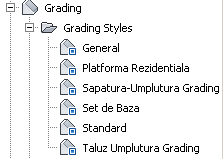 Grading
Grading Styles
General
Platforma Rezidentiala
Sapatura-Umplutura Grading
Set de Baza
Standard
Taluz Umplutura Grading